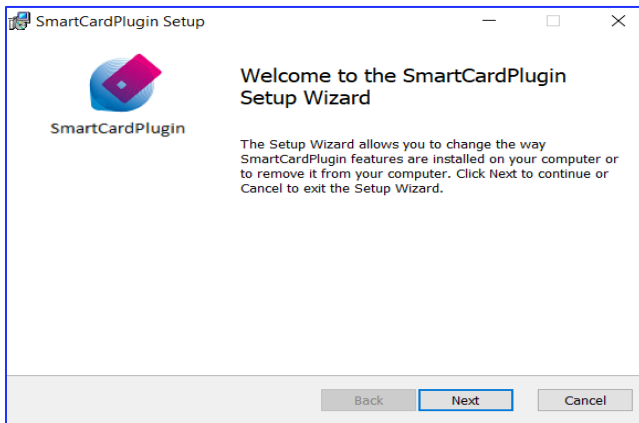 SmartCardPlugin Setup
SmartCardPlugin
Welcome to the SmartCardPlugin
Setup Wizard
The Setup Wizard allows you to change the way
SmartCardPlugin features are installed on your computer or
to remove it from your computer. Click Next to continue or
Cancel to exit the Setup Wizard.
Back
Next
Cancel